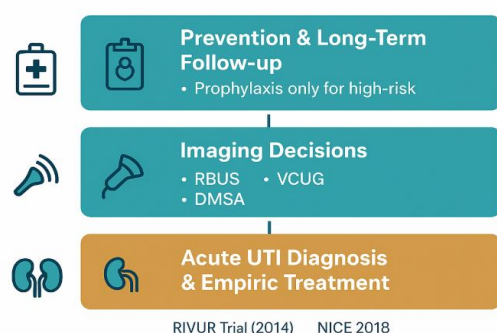 Prevention & Long-Term
Follow-up
• Prophylaxis only for high-risk
Imaging Decisions
• RBUS • VCUG
• DMSA
Acute UTI Diagnosis
& Empiric Treatment
RIVUR Trial (2014) NICE 2018